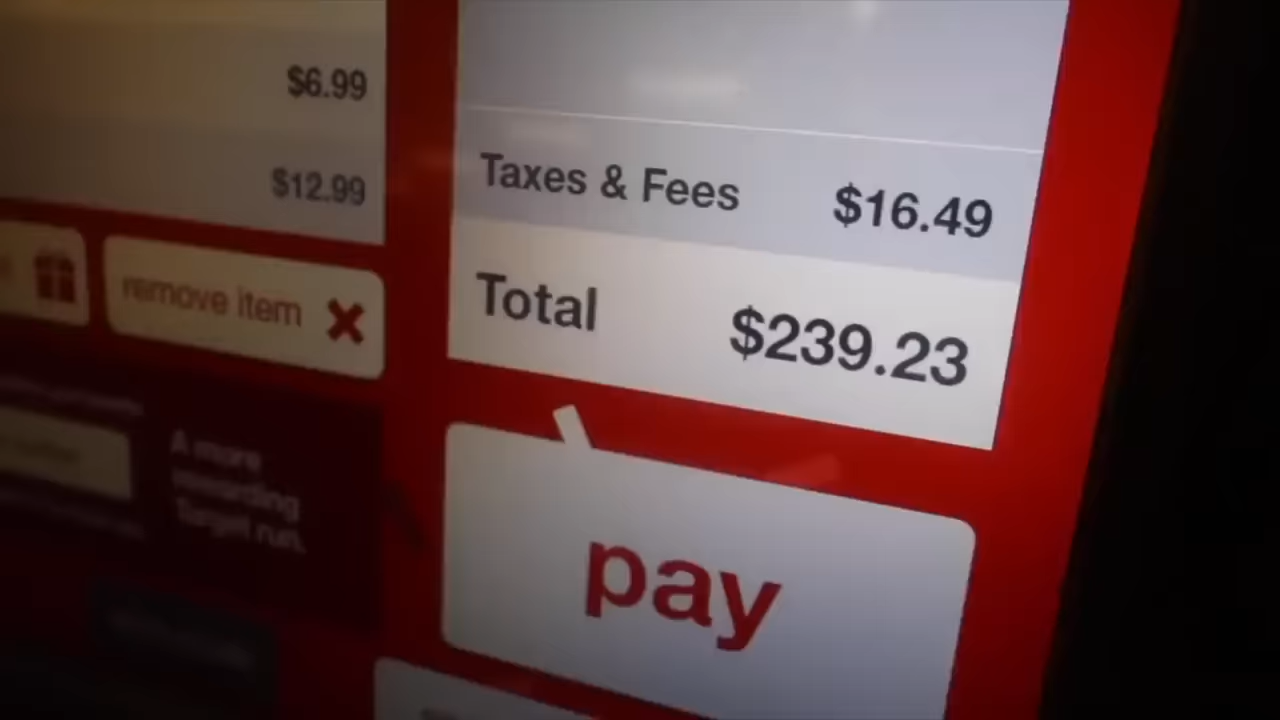 $6.99
$12.99
remove item
A more
rewarding
Target run.
Taxes & Fees $16.49
Total $239.23
pay